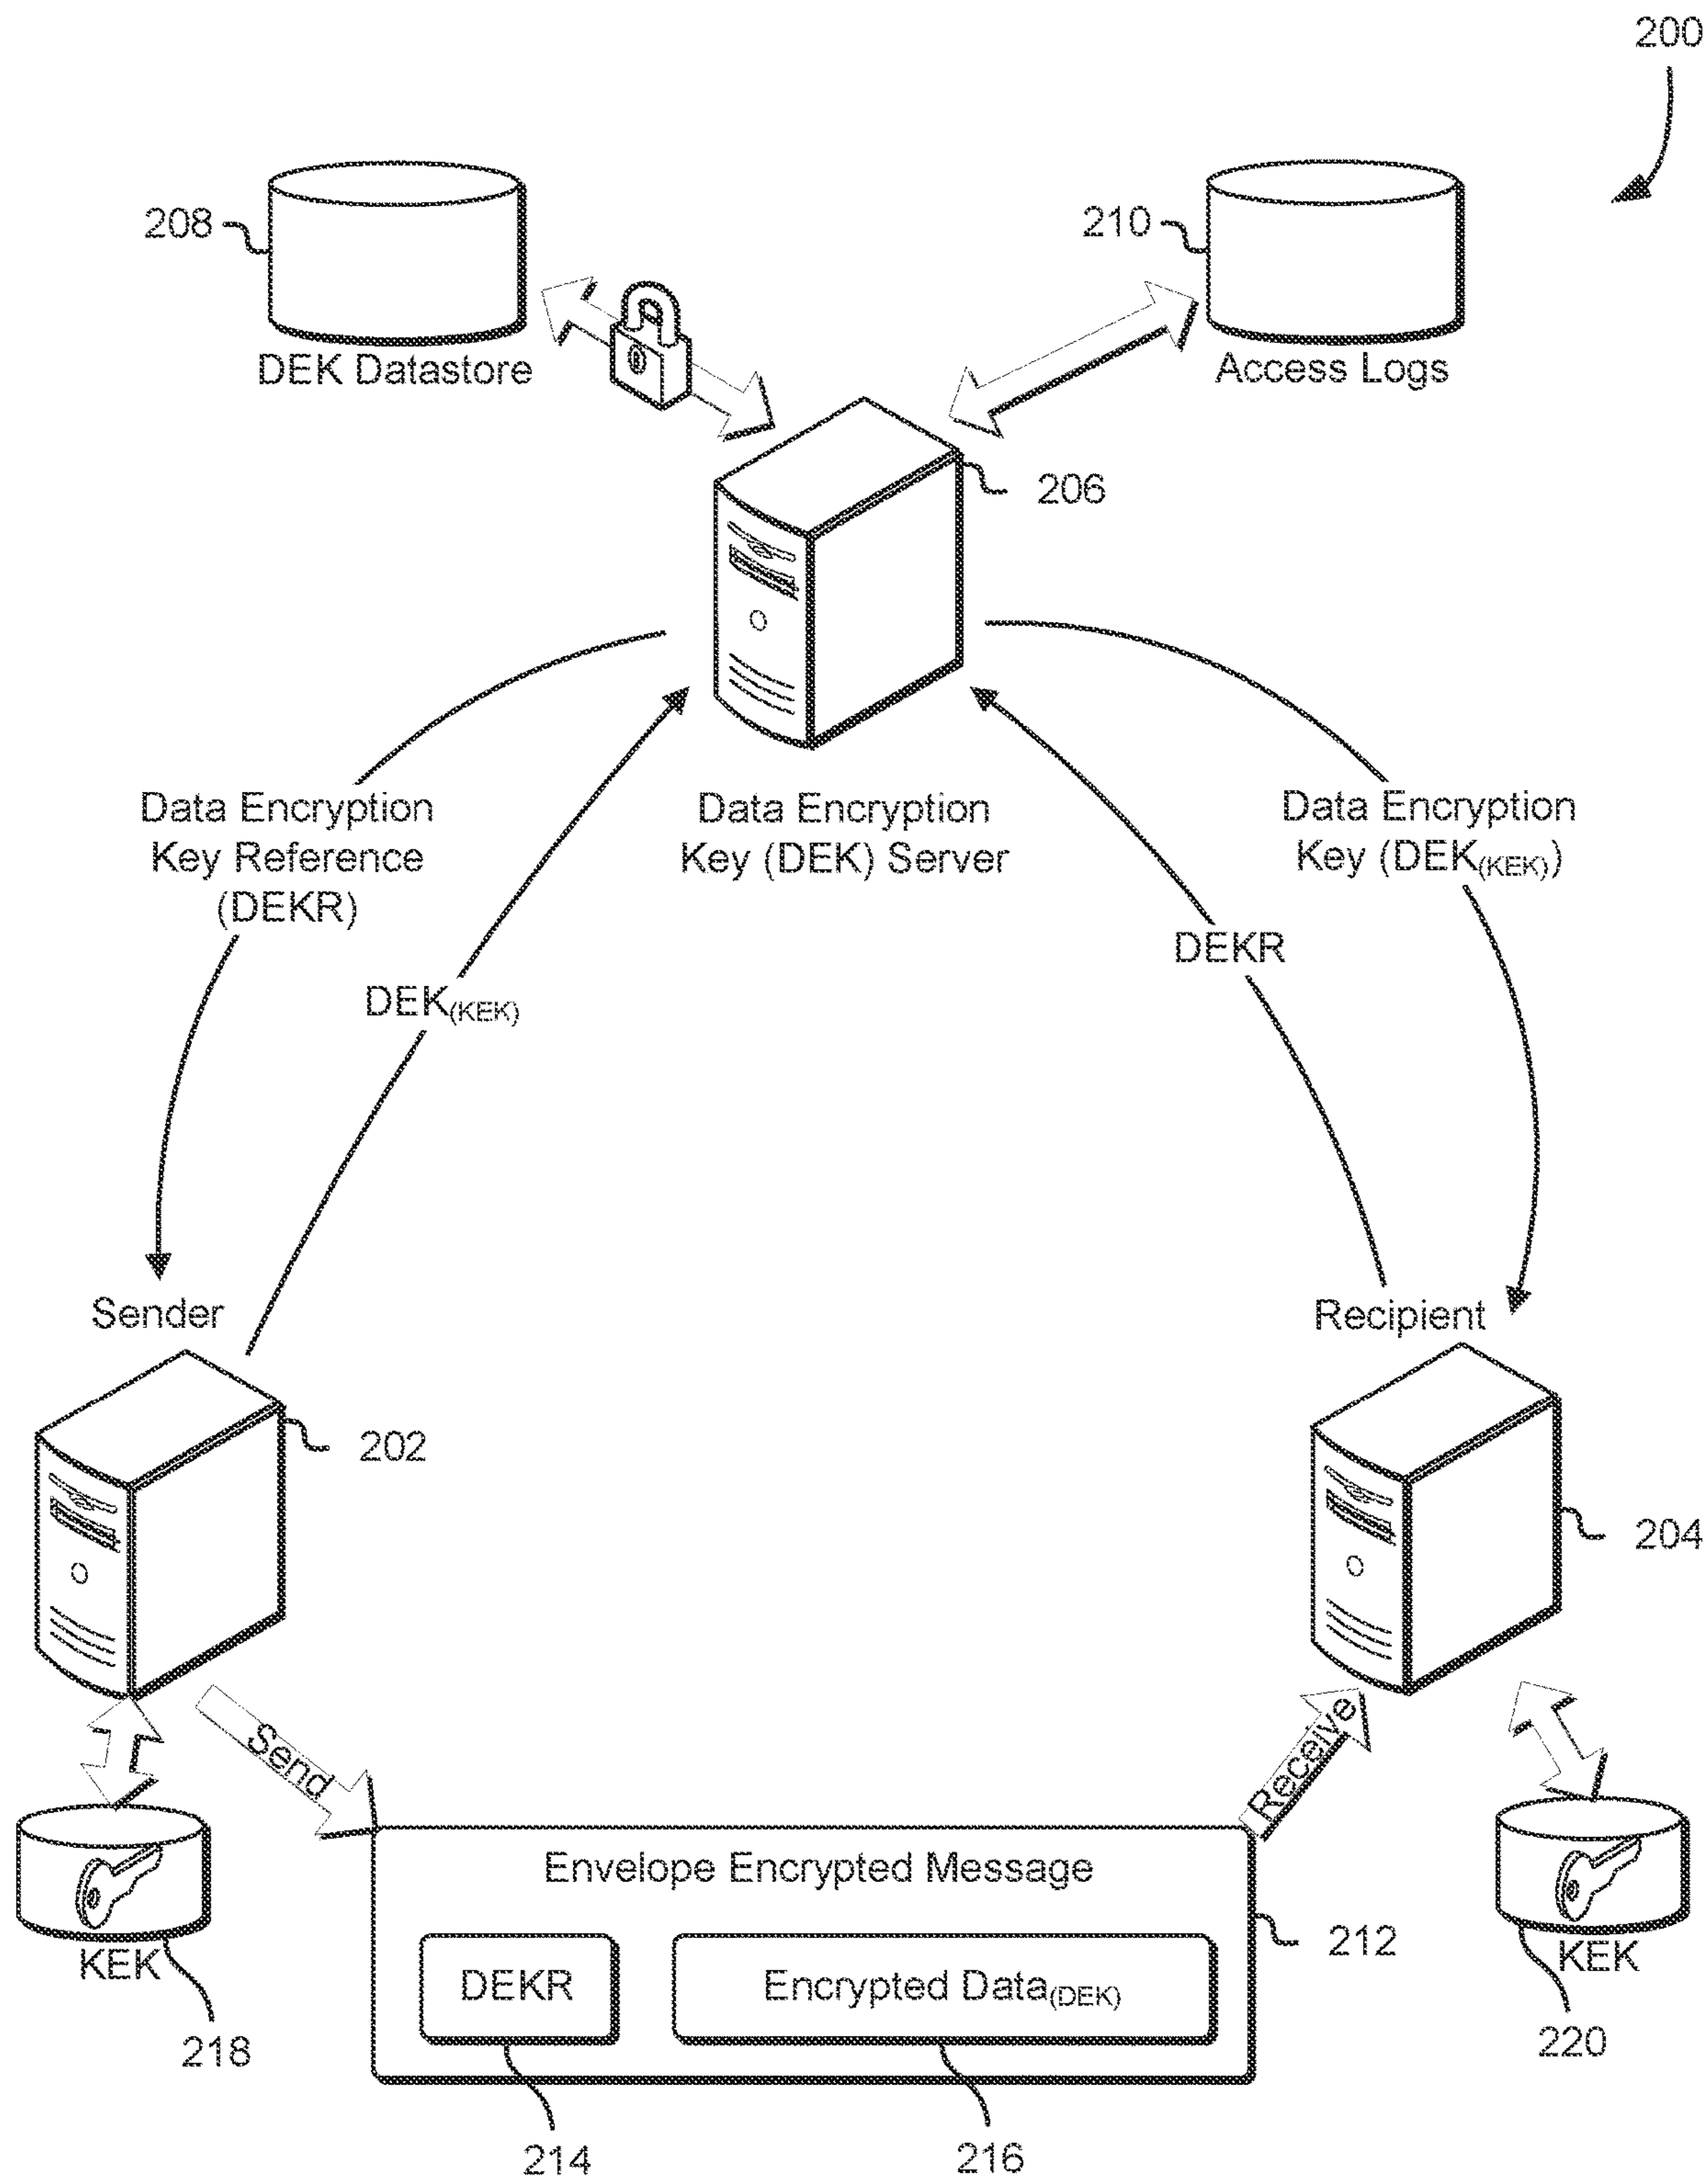 200
208
210
DEK Datastore
Access Logs
206
Data Encryption
Key Reference
(DEKR)
Data Encryption
Key (DEK) Server
Data Encryption
Key (DEK(KEK))
DEKR
DEK(KEK)
Sender
Recipient
202
204
Send
Receive
Envelope Encrypted Message
DEKR
Encrypted Data(DEK)
212
KEK
KEK
218
220
214
216